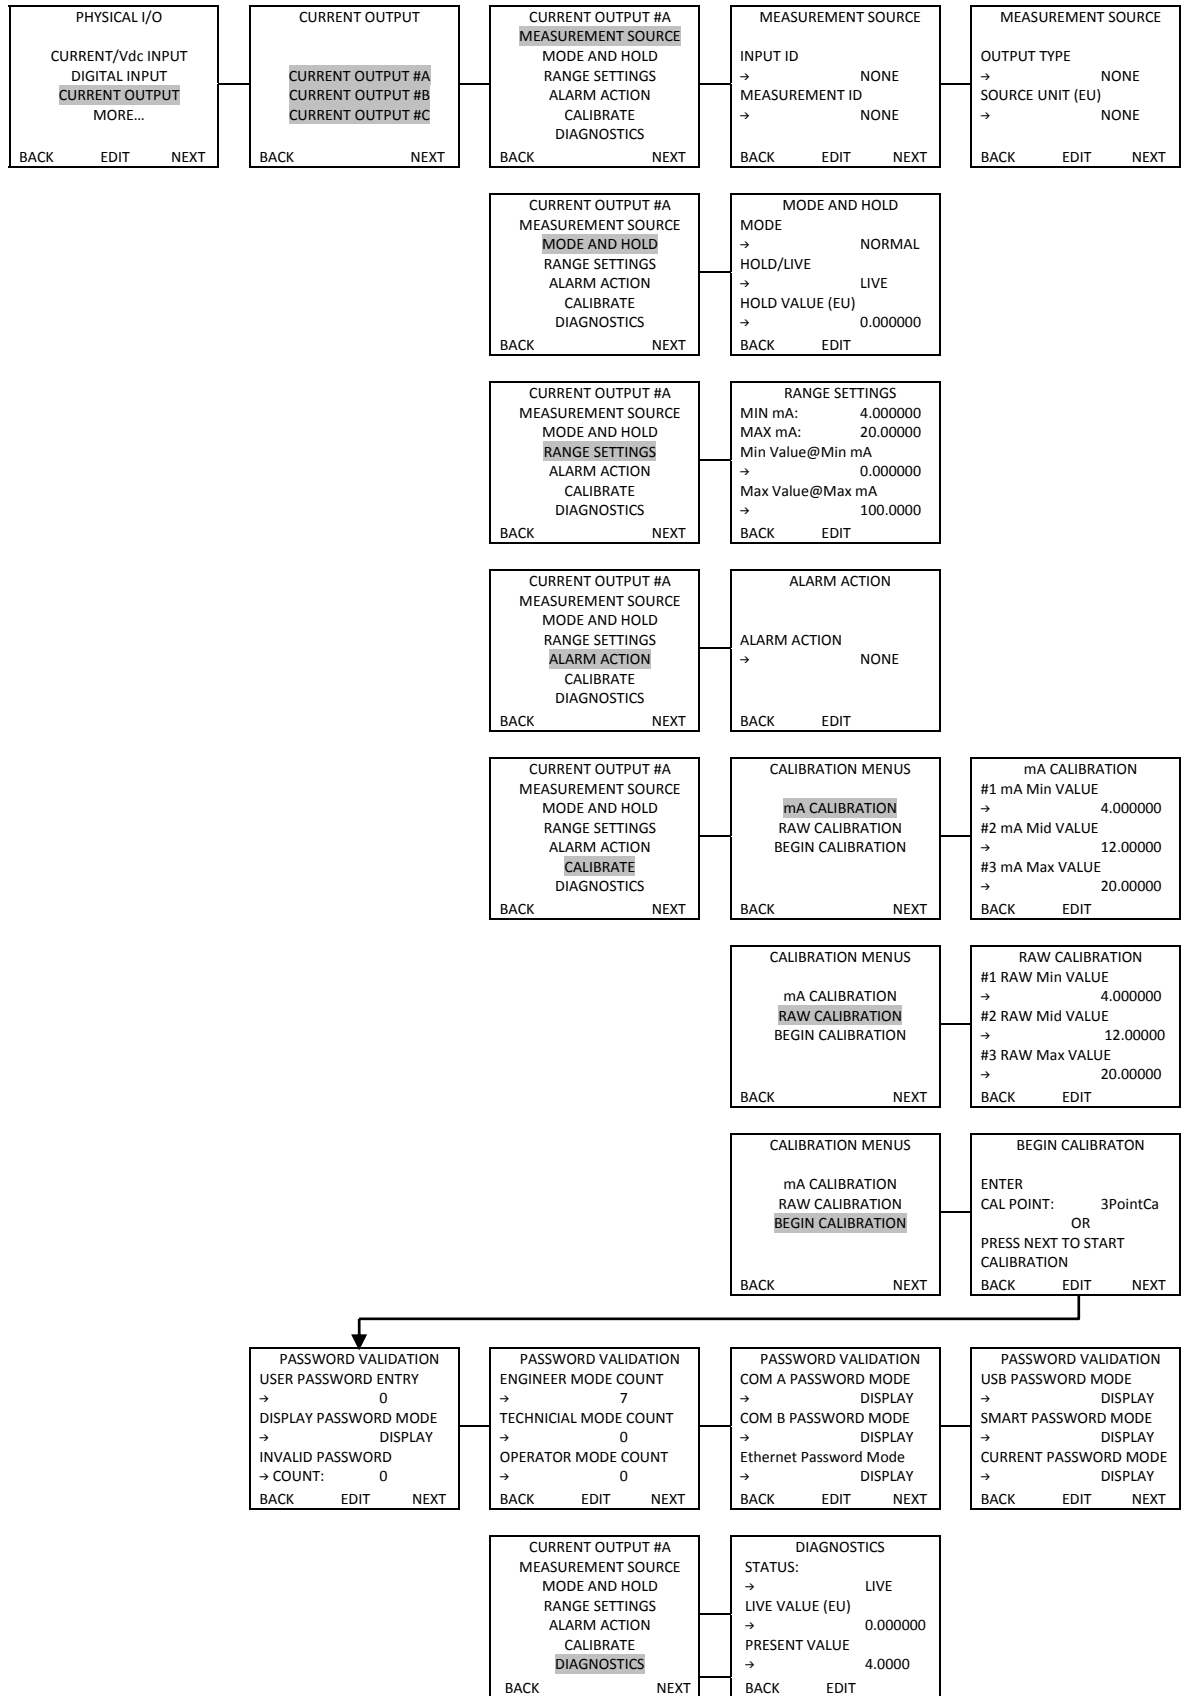 PHYSICAL I/O
CURRENT/Vdc INPUT
DIGITAL INPUT
CURRENT OUTPUT
MORE...
BACK EDIT NEXT
CURRENT OUTPUT
CURRENT OUTPUT #A
CURRENT OUTPUT #B
CURRENT OUTPUT #C
BACK NEXT
CURRENT OUTPUT #A
MEASUREMENT SOURCE
MODE AND HOLD
RANGE SETTINGS
ALARM ACTION
CALIBRATE
DIAGNOSTICS
BACK NEXT
MEASUREMENT SOURCE
INPUT ID
→ NONE
MEASUREMENT ID
→ NONE
BACK EDIT NEXT
MEASUREMENT SOURCE
OUTPUT TYPE
→ NONE
SOURCE UNIT (EU)
→ NONE
BACK EDIT NEXT
CURRENT OUTPUT #A
MEASUREMENT SOURCE
MODE AND HOLD
RANGE SETTINGS
ALARM ACTION
CALIBRATE
DIAGNOSTICS
BACK NEXT
MODE AND HOLD
MODE
→ NORMAL
HOLD/LIVE
→ LIVE
HOLD VALUE (EU)
→ 0.000000
BACK EDIT
CURRENT OUTPUT #A
MEASUREMENT SOURCE
MODE AND HOLD
RANGE SETTINGS
ALARM ACTION
CALIBRATE
DIAGNOSTICS
BACK NEXT
RANGE SETTINGS
MIN mA: 4.000000
MAX mA: 20.00000
Min Value@Min mA
→ 0.000000
Max Value@Max mA
→ 100.0000
BACK EDIT
CURRENT OUTPUT #A
MEASUREMENT SOURCE
MODE AND HOLD
RANGE SETTINGS
ALARM ACTION
CALIBRATE
DIAGNOSTICS
BACK NEXT
ALARM ACTION
ALARM ACTION
→ NONE
BACK EDIT
CURRENT OUTPUT #A
MEASUREMENT SOURCE
MODE AND HOLD
RANGE SETTINGS
ALARM ACTION
CALIBRATE
DIAGNOSTICS
BACK NEXT
CALIBRATION MENUS
mA CALIBRATION
RAW CALIBRATION
BEGIN CALIBRATION
BACK NEXT
mA CALIBRATION
#1 mA Min VALUE
→ 4.000000
#2 mA Mid VALUE
→ 12.00000
#3 mA Max VALUE
→ 20.00000
BACK EDIT
CALIBRATION MENUS
mA CALIBRATION
RAW CALIBRATION
BEGIN CALIBRATION
BACK NEXT
RAW CALIBRATION
#1 RAW Min VALUE
→ 4.000000
#2 RAW Mid VALUE
→ 12.00000
#3 RAW Max VALUE
→ 20.00000
BACK EDIT
CALIBRATION MENUS
mA CALIBRATION
RAW CALIBRATION
BEGIN CALIBRATION
BACK NEXT
BEGIN CALIBRATON
ENTER
CAL POINT: 3PointCa
OR
PRESS NEXT TO START
CALIBRATION
BACK EDIT NEXT
PASSWORD VALIDATION
USER PASSWORD ENTRY
→ 0
DISPLAY PASSWORD MODE
→ DISPLAY
INVALID PASSWORD
→ COUNT: 0
BACK EDIT NEXT
PASSWORD VALIDATION
ENGINEER MODE COUNT
→ 7
TECHNICIAL MODE COUNT
→ 0
OPERATOR MODE COUNT
→ 0
BACK EDIT NEXT
PASSWORD VALIDATION
COM A PASSWORD MODE
→ DISPLAY
COM B PASSWORD MODE
→ DISPLAY
Ethernet Password Mode
→ DISPLAY
BACK EDIT NEXT
PASSWORD VALIDATION
USB PASSWORD MODE
→ DISPLAY
SMART PASSWORD MODE
→ DISPLAY
CURRENT PASSWORD MODE
→ DISPLAY
BACK EDIT NEXT
CURRENT OUTPUT #A
MEASUREMENT SOURCE
MODE AND HOLD
RANGE SETTINGS
ALARM ACTION
CALIBRATE
DIAGNOSTICS
BACK NEXT
DIAGNOSTICS
STATUS:
→ LIVE
LIVE VALUE (EU)
→ 0.000000
PRESENT VALUE
→ 4.0000
BACK EDIT